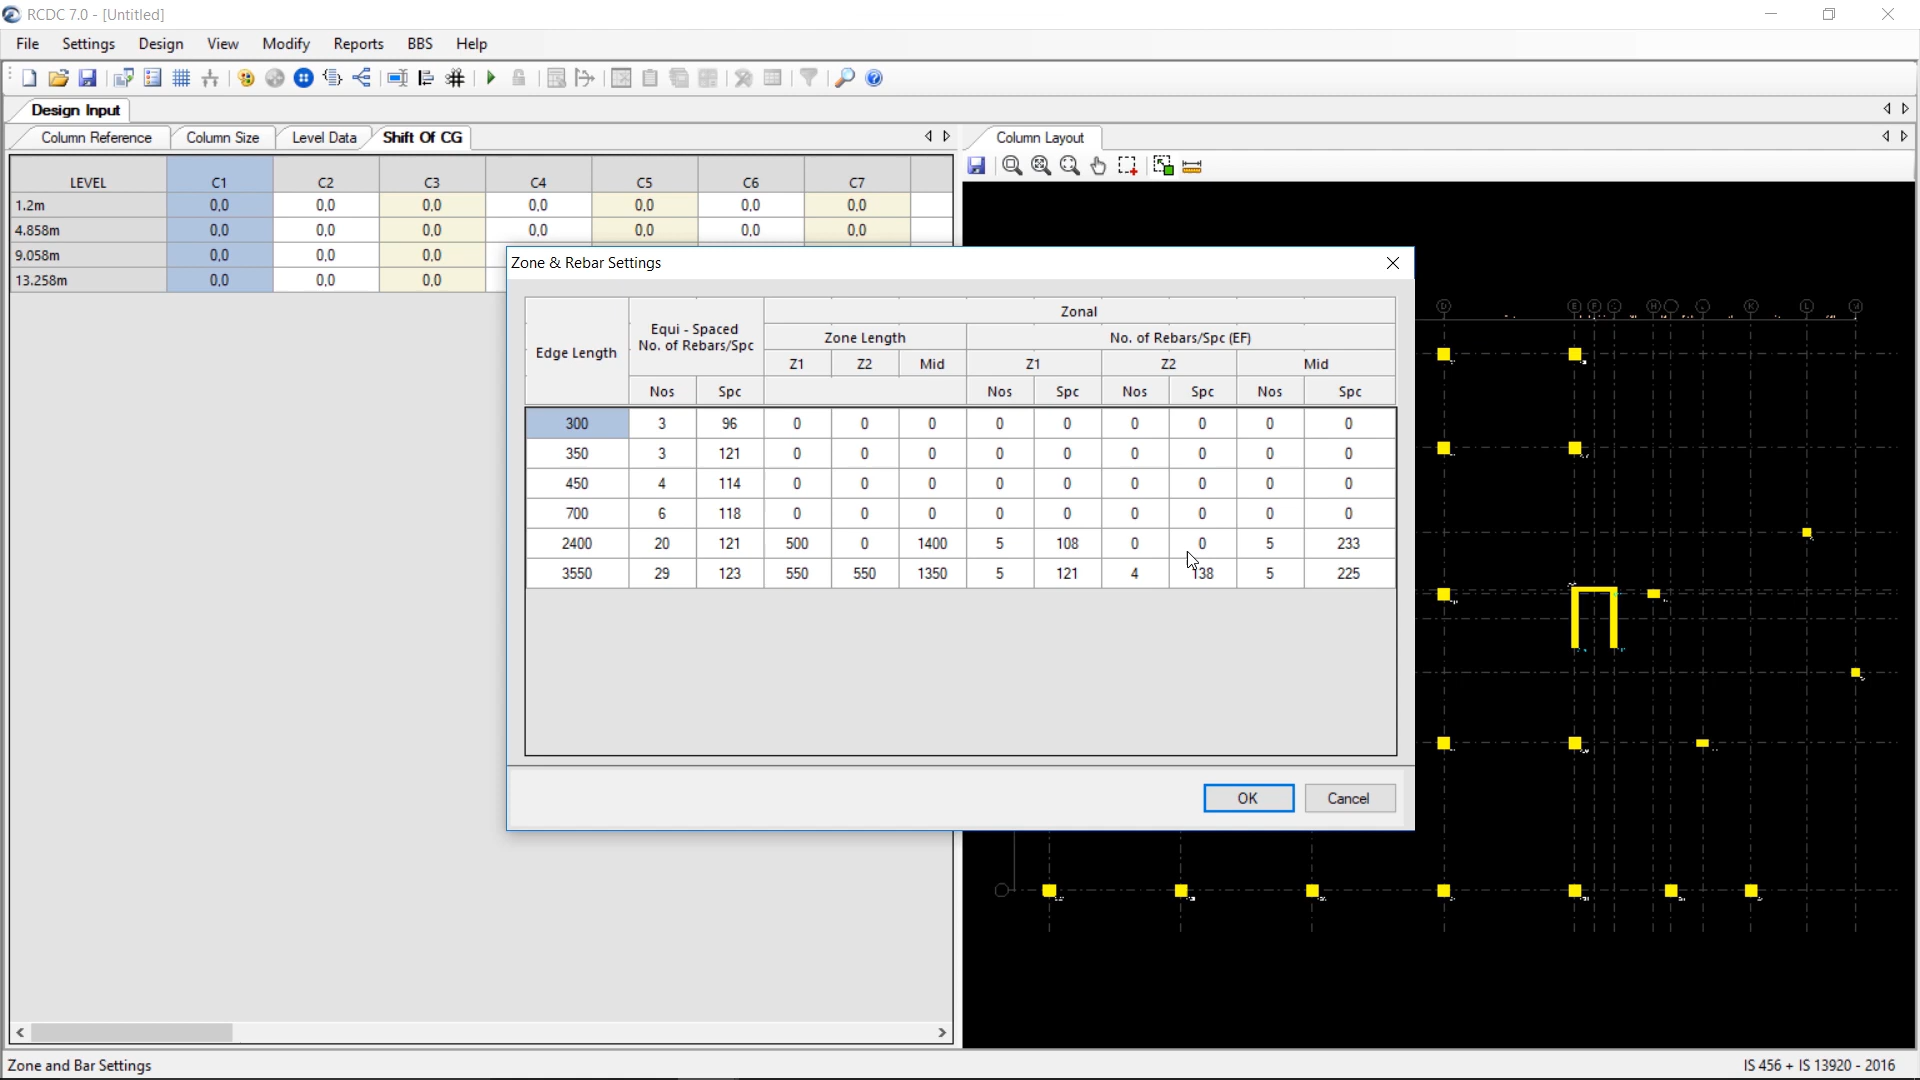 RCDC 7.0 - [Untitled]
File Settings Design View Modify Reports BBS Help
Design Input
Column Reference Column Size Level Data Shift Of CG
Column Layout
LEVEL C1 C2 C3 C4 C5 C6 C7
1.2m 0,0 0,0 0,0 0,0 0,0 0,0 0,0
4.858m 0,0 0,0 0,0 0,0 0,0 0,0 0,0
9.058m 0,0 0,0 0,0
13.258m 0,0 0,0 0,0
Zone & Rebar Settings
Zonal
Equi - Spaced
No. of Rebars/Spc
Edge Length
Zone Length No. of Rebars/Spc (EF)
Z1 Z2 Mid Z1 Z2 Mid
Nos Spc Nos Spc Nos Spc Nos Spc
300 3 96 0 0 0 0 0 0 0 0 0
350 3 121 0 0 0 0 0 0 0 0 0
450 4 114 0 0 0 0 0 0 0 0 0
700 6 118 0 0 0 0 0 0 0 0 0
2400 20 121 500 0 1400 5 108 0 0 5 233
3550 29 123 550 550 1350 5 121 4 138 5 225
OK Cancel
D E F H K L
Zone and Bar Settings
IS 456 + IS 13920 - 2016